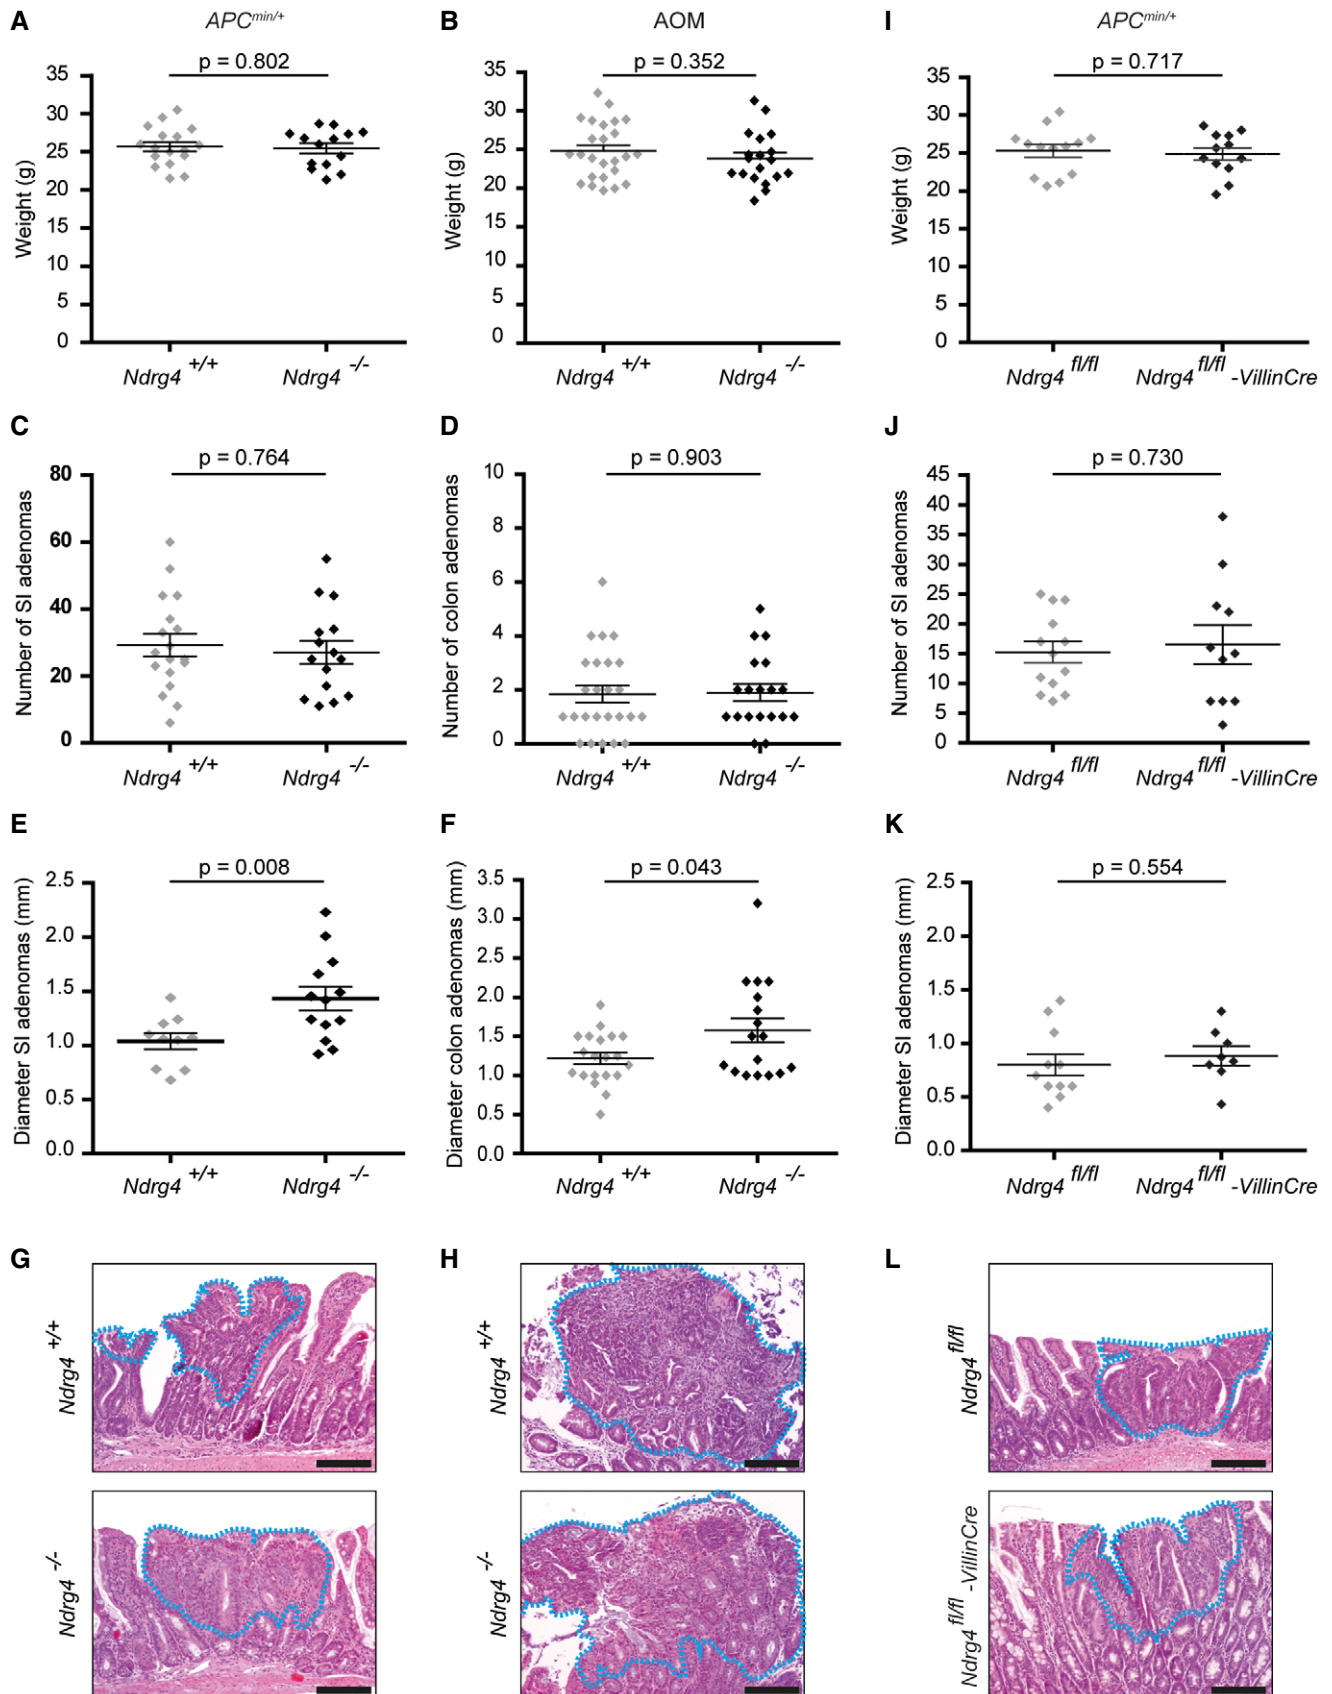 A APC^min/+ B AOM I APC^min/+
p = 0.802 p = 0.352 p = 0.717
Weight (g)
35
30
25
20
15
10
5
0
Ndrg4 +/+ Ndrg4 -/-
Weight (g)
35
30
25
20
15
10
5
0
Ndrg4 +/+ Ndrg4 -/-
Weight (g)
35
30
25
20
15
10
5
0
Ndrg4 fl/fl Ndrg4 fl/fl -VillinCre
C D J
p = 0.764 p = 0.903 p = 0.730
Number of SI adenomas
80
60
40
20
0
Ndrg4 +/+ Ndrg4 -/-
Number of colon adenomas
10
8
6
4
2
0
Ndrg4 +/+ Ndrg4 -/-
Number of SI adenomas
45
40
35
30
25
20
15
10
5
0
Ndrg4 fl/fl Ndrg4 fl/fl -VillinCre
E F K
p = 0.008 p = 0.043 p = 0.554
Diameter SI adenomas (mm)
2.5
2.0
1.5
1.0
0.5
0.0
Ndrg4 +/+ Ndrg4 -/-
Diameter colon adenomas (mm)
3.5
3.0
2.5
2.0
1.5
1.0
0.5
0.0
Ndrg4 +/+ Ndrg4 -/-
Diameter SI adenomas (mm)
2.5
2.0
1.5
1.0
0.5
0.0
Ndrg4 fl/fl Ndrg4 fl/fl -VillinCre
G H L
Ndrg4 +/+
Ndrg4 +/+
Ndrg4 fl/fl
Ndrg4 -/-
Ndrg4 -/-
Ndrg4 fl/fl -VillinCre